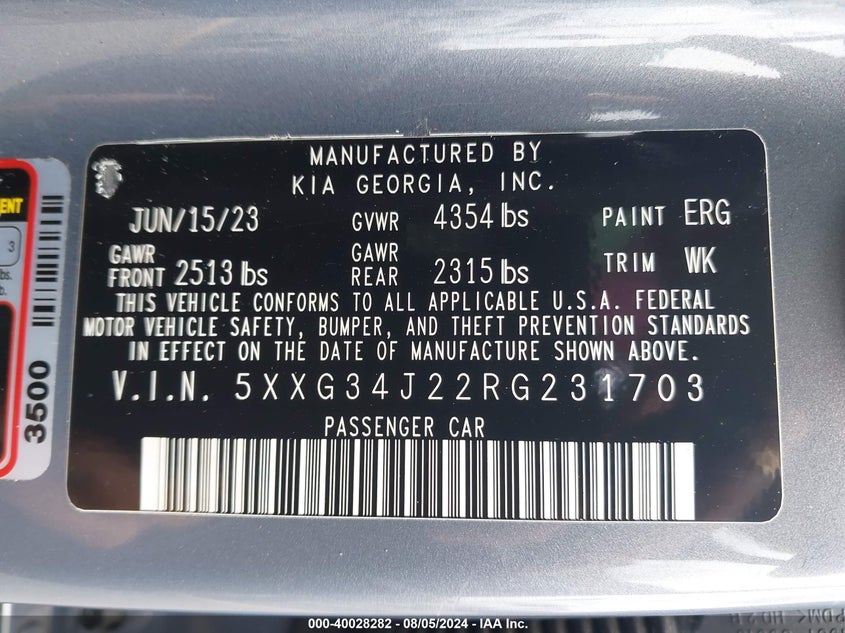 MANUFACTURED BY
KIA GEORGIA, INC.
JUN/15/23 GVWR 4354 lbs PAINT ERG
GAWR FRONT 2513 lbs GAWR REAR 2315 lbs TRIM WK
THIS VEHICLE CONFORMS TO ALL APPLICABLE U.S.A. FEDERAL
MOTOR VEHICLE SAFETY, BUMPER, AND THEFT PREVENTION STANDARDS
IN EFFECT ON THE DATE OF MANUFACTURE SHOWN ABOVE.
V.I.N. 5XXG34J22RG231703
PASSENGER CAR
3
3500
000-40028282 - 08/05/2024 - IAA Inc.